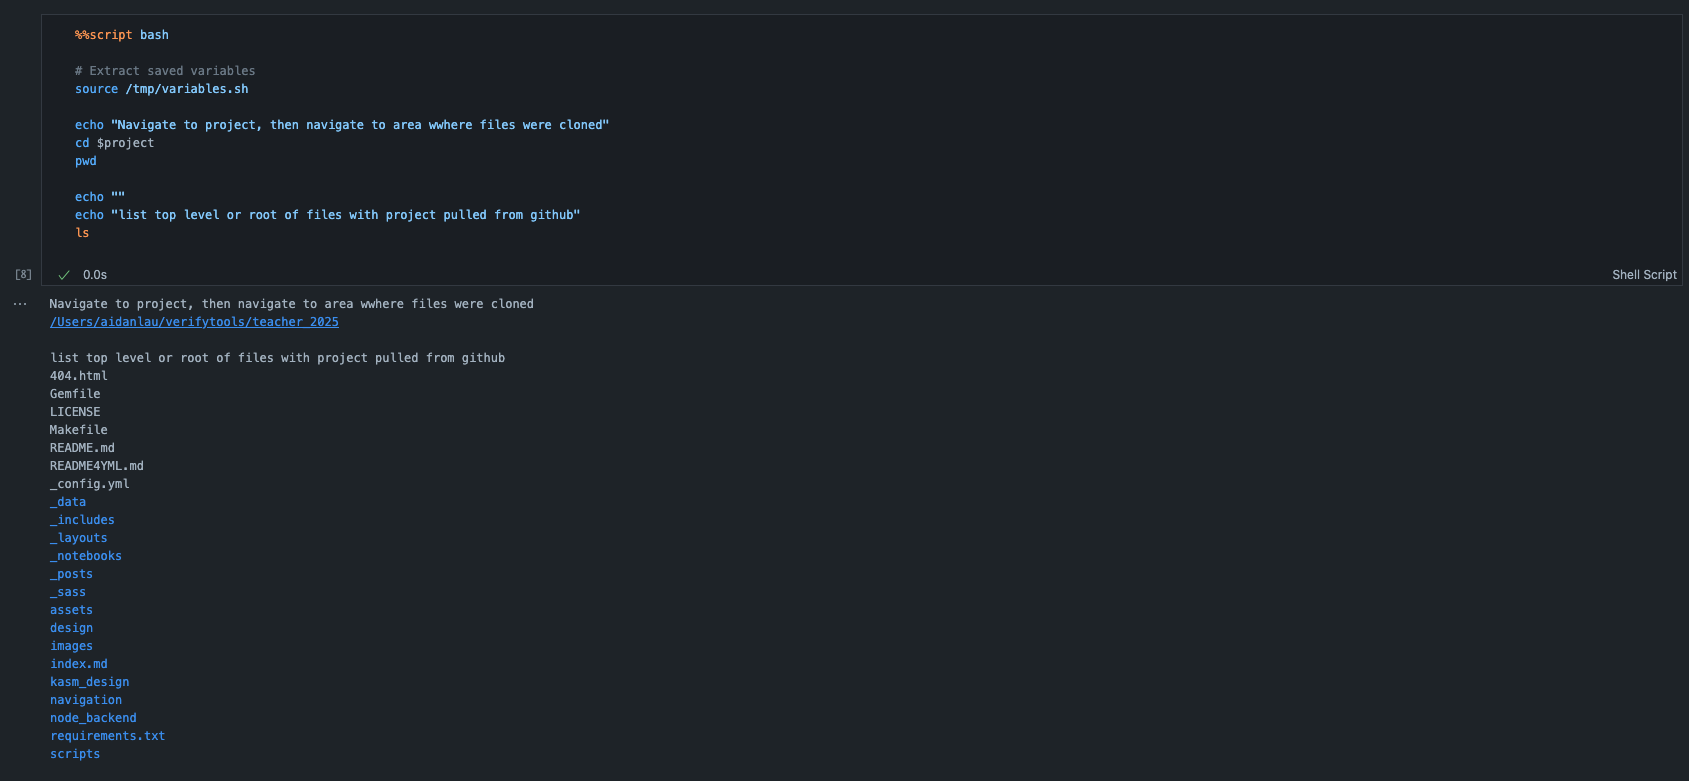 %%script bash
# Extract saved variables
source /tmp/variables.sh
echo "Navigate to project, then navigate to area wwhere files were cloned"
cd $project
pwd
echo ""
echo "list top level or root of files with project pulled from github"
ls
[8] ✓ 0.0s Shell Script
... Navigate to project, then navigate to area wwhere files were cloned
/Users/aidanlau/verifytools/teacher_2025
list top level or root of files with project pulled from github
404.html
Gemfile
LICENSE
Makefile
README.md
README4YML.md
_config.yml
_data
_includes
_layouts
_notebooks
_posts
_sass
assets
design
images
index.md
kasm_design
navigation
node_backend
requirements.txt
scripts